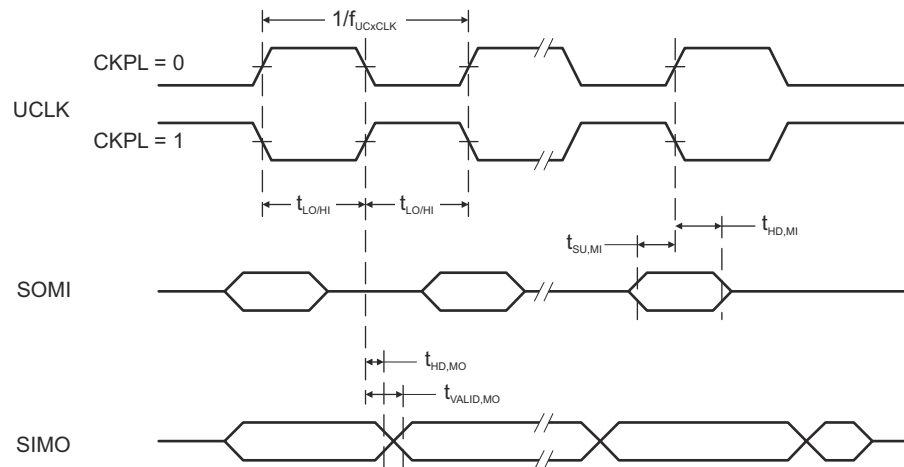 1/fUCxCLK
CKPL = 0
UCLK
CKPL = 1
tLO/HI
tLO/HI
tSU,MI
tHD,MI
SOMI
tHD,MO
tVALID,MO
SIMO